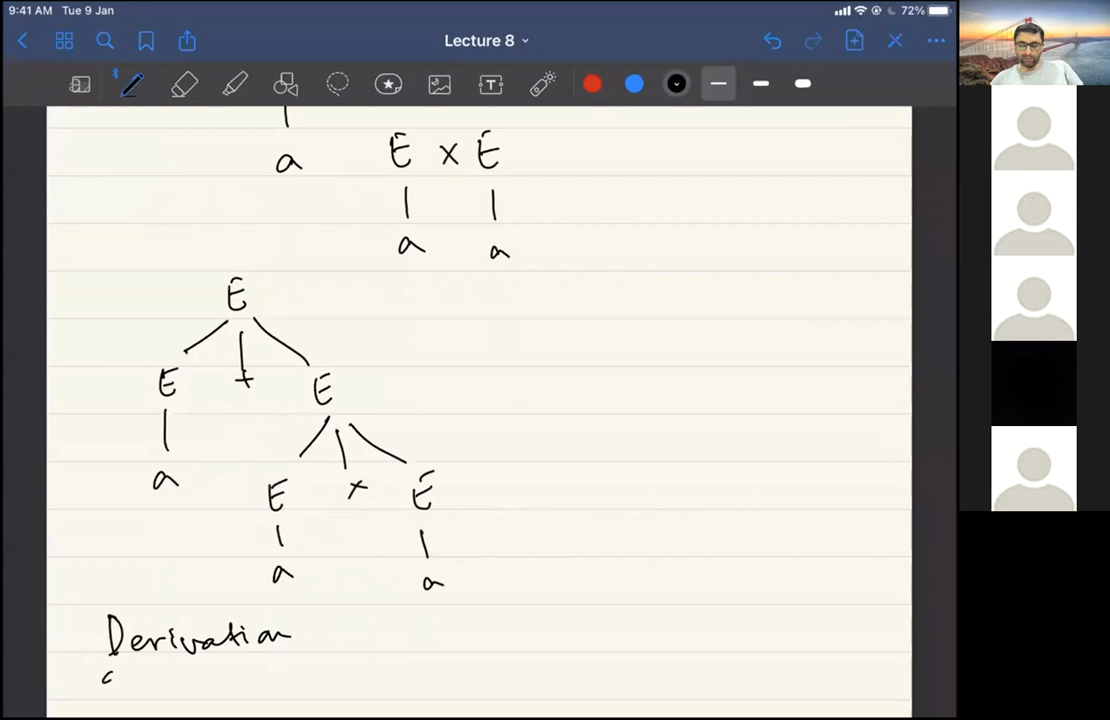 9:41 AM Tue 9 Jan
72%
Lecture 8
T
a
E × E
a a
E
E + E
a
E × E
a a
Derivation